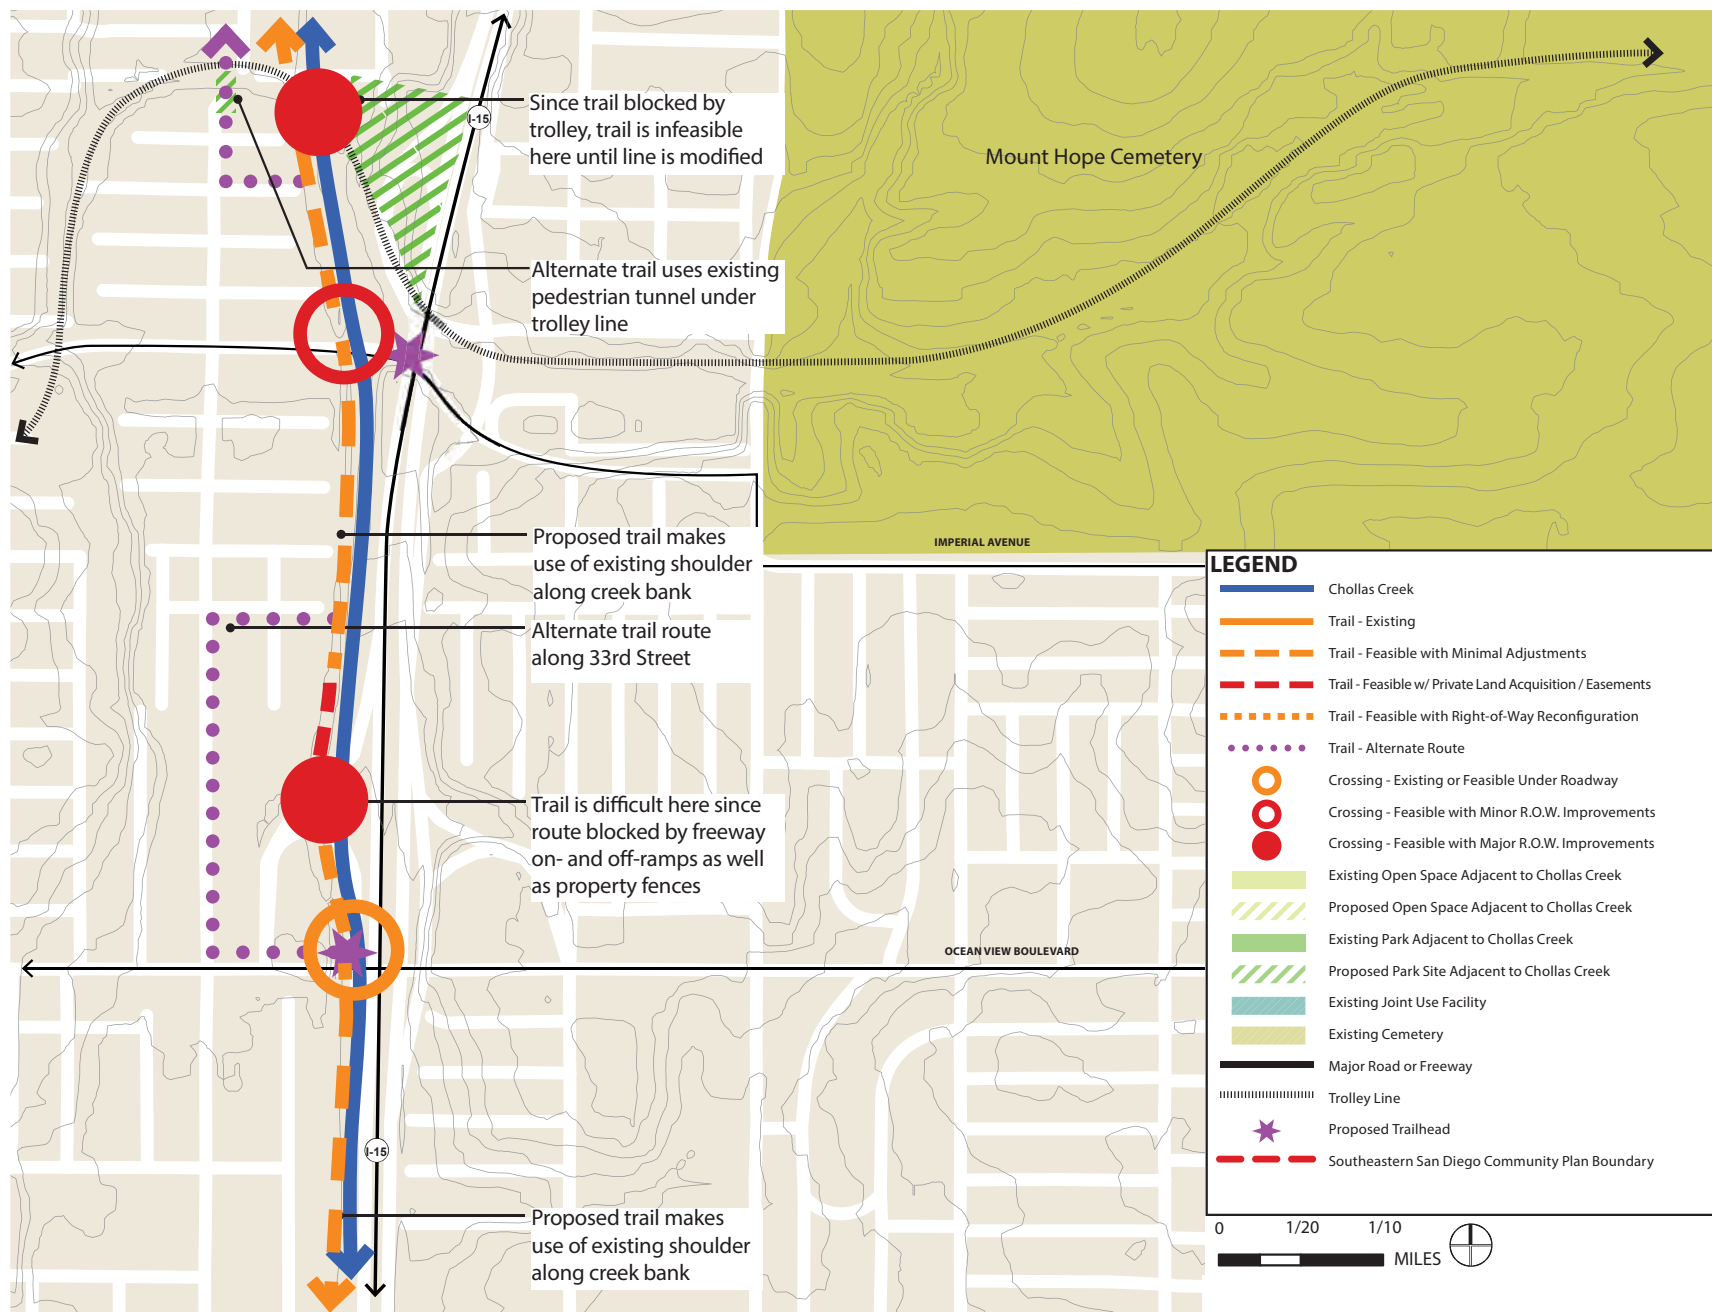 Since trail blocked by
trolley, trail is infeasible
here until line is modified
I-15
Mount Hope Cemetery
Alternate trail uses existing
pedestrian tunnel under
trolley line
Proposed trail makes
use of existing shoulder
along creek bank
IMPERIAL AVENUE
Alternate trail route
along 33rd Street
Trail is difficult here since
route blocked by freeway
on- and off-ramps as well
as property fences
OCEAN VIEW BOULEVARD
I-15
Proposed trail makes
use of existing shoulder
along creek bank
LEGEND
Chollas Creek
Trail - Existing
Trail - Feasible with Minimal Adjustments
Trail - Feasible w/ Private Land Acquisition / Easements
Trail - Feasible with Right-of-Way Reconfiguration
Trail - Alternate Route
Crossing - Existing or Feasible Under Roadway
Crossing - Feasible with Minor R.O.W. Improvements
Crossing - Feasible with Major R.O.W. Improvements
Existing Open Space Adjacent to Chollas Creek
Proposed Open Space Adjacent to Chollas Creek
Existing Park Adjacent to Chollas Creek
Proposed Park Site Adjacent to Chollas Creek
Existing Joint Use Facility
Existing Cemetery
Major Road or Freeway
Trolley Line
Proposed Trailhead
Southeastern San Diego Community Plan Boundary
0 1/20 1/10
MILES